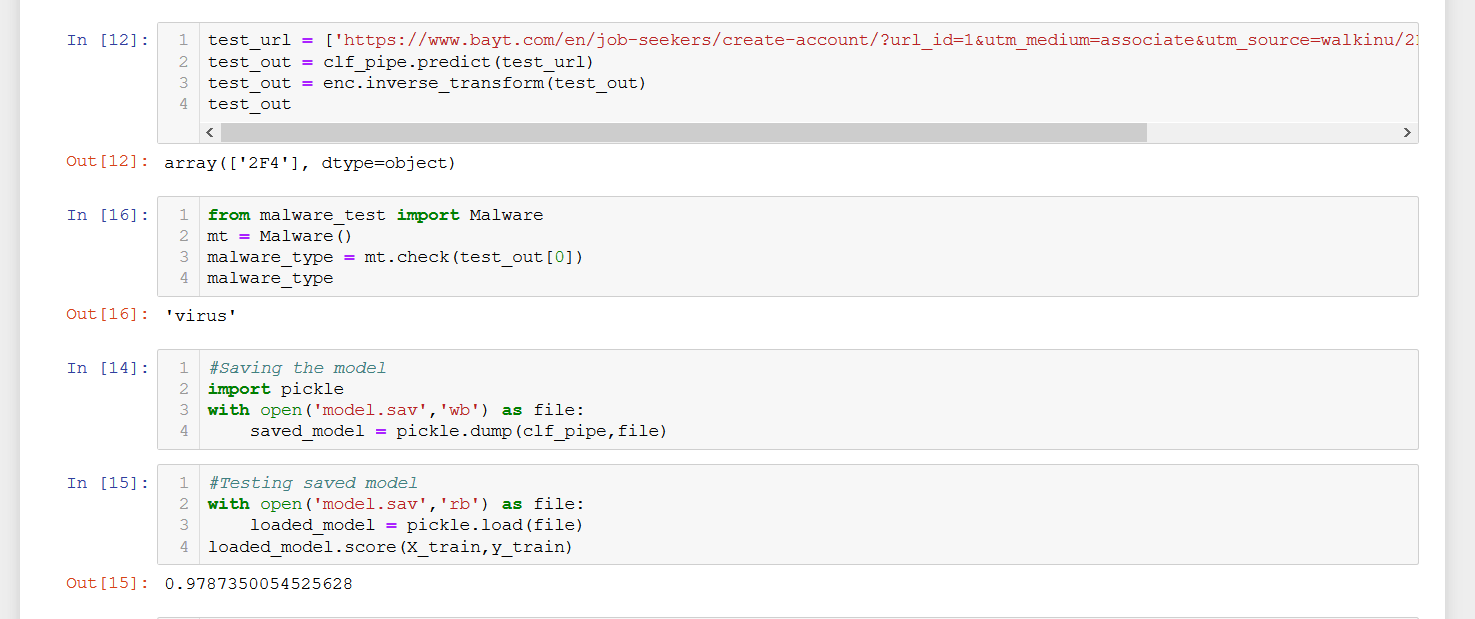 In [12]:
1 test_url = ['https://www.bayt.com/en/job-seekers/create-account/?url_id=1&utm_medium=associate&utm_source=walkinu/
2 test_out = clf_pipe.predict(test_url)
3 test_out = enc.inverse_transform(test_out)
4 test_out
Out[12]: array(['2F4'], dtype=object)
In [16]:
1 from malware_test import Malware
2 mt = Malware()
3 malware_type = mt.check(test_out[0])
4 malware_type
Out[16]: 'virus'
In [14]:
1 #Saving the model
2 import pickle
3 with open('model.sav','wb') as file:
4     saved_model = pickle.dump(clf_pipe,file)
In [15]:
1 #Testing saved model
2 with open('model.sav','rb') as file:
3     loaded_model = pickle.load(file)
4 loaded_model.score(X_train,y_train)
Out[15]: 0.9787350054525628